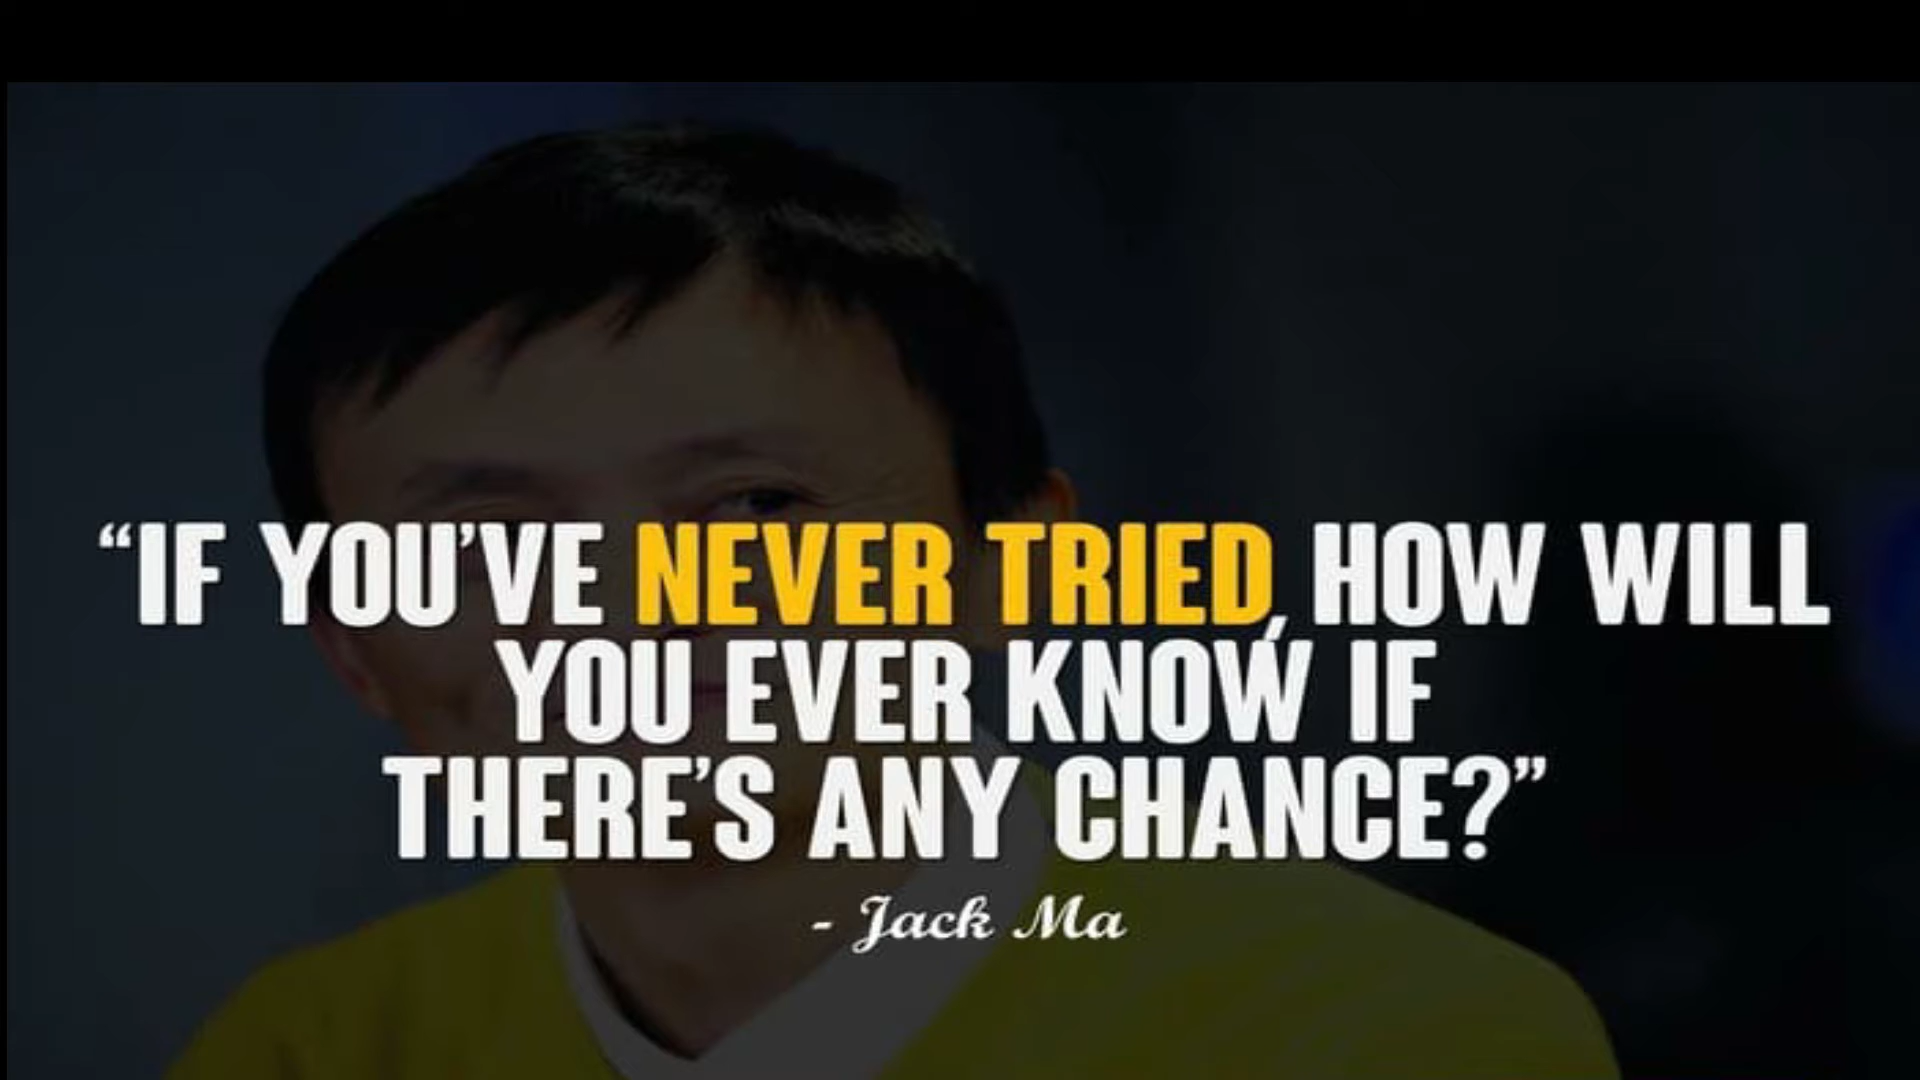 “IF YOU’VE NEVER TRIED, HOW WILL
YOU EVER KNOW IF
THERE’S ANY CHANCE?”
- Jack Ma